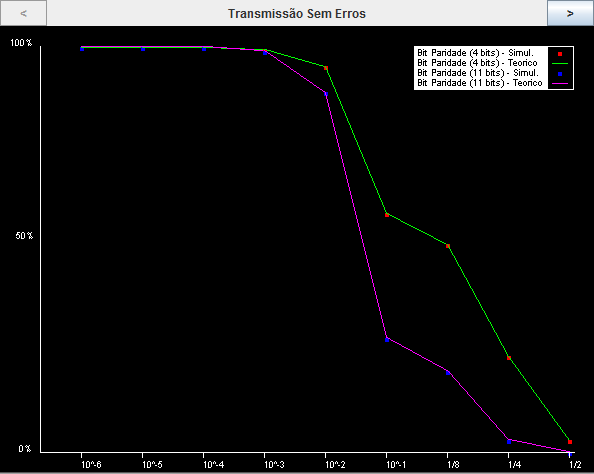 <
Transmissão Sem Erros
>
100 %
Bit Paridade (4 bits) - Simul.
Bit Paridade (4 bits) - Teorico
Bit Paridade (11 bits) - Simul.
Bit Paridade (11 bits) - Teorico
50 %
0 %
10^-6 10^-5 10^-4 10^-3 10^-2 10^-1 1/8 1/4 1/2